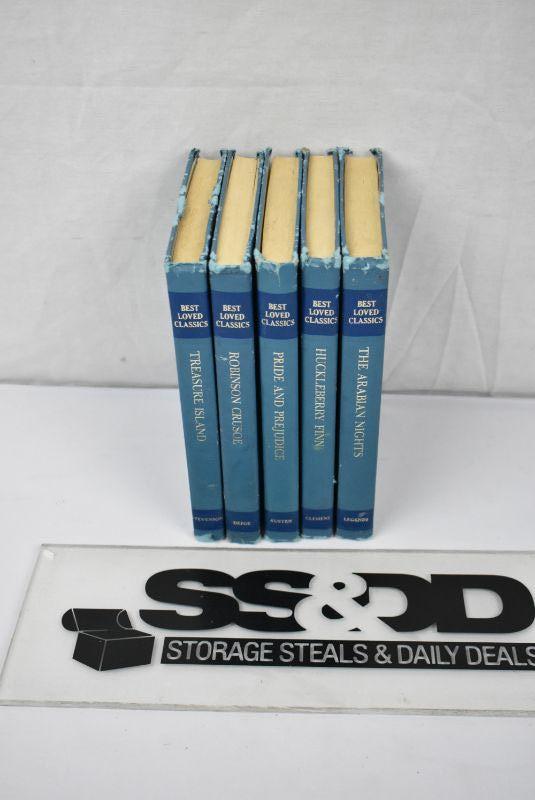 BEST
LOVED
CLASSICS
TREASURE ISLAND
STEVENSON
BEST
LOVED
CLASSICS
ROBINSON CRUSOE
DEFOE
BEST
LOVED
CLASSICS
PRIDE AND PREJUDICE
AUSTEN
BEST
LOVED
CLASSICS
HUCKLEBERRY FINN
CLEMENS
BEST
LOVED
CLASSICS
THE ARABIAN NIGHTS
LEGENDS
SS&DD
STORAGE STEALS & DAILY DEALS